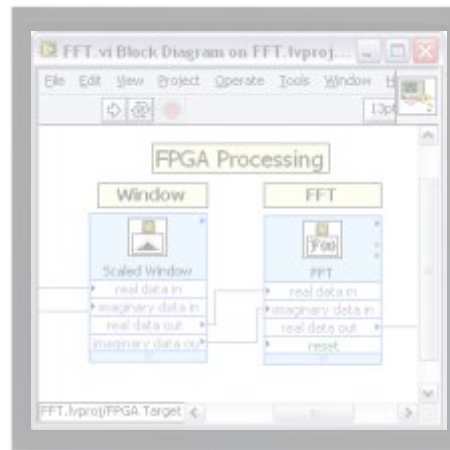 FFT.vi Block Diagram on FFT.lvproj...
File Edit View Project Operate Tools Window H
13pt
2
FPGA Processing
Window FFT
Scaled Window FFT
real data in real data in
imaginary data in imaginary data in
real data out real data out
imaginary data out reset
FFT.lvproj/FPGA Target